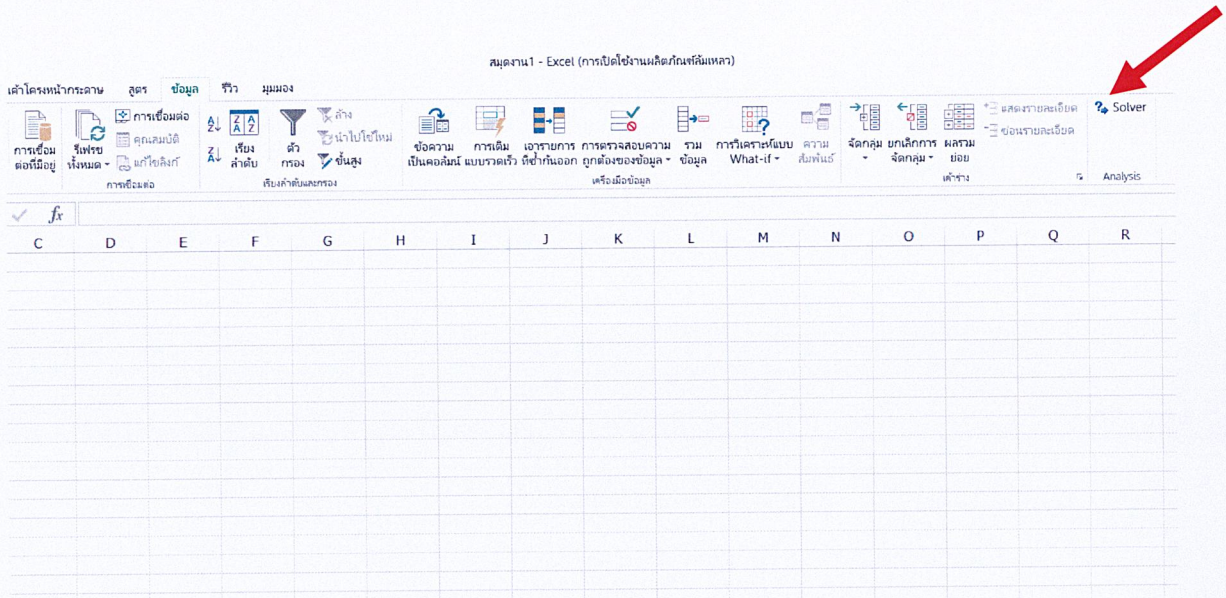 สมุดงาน1 - Excel (การเปิดใช้งานผลิตภัณฑ์ล้มเหลว)
เค้าโครงหน้ากระดาษ สูตร ข้อมูล รีวิว มุมมอง
การเชื่อมต่อที่มีอยู่
รีเฟรชทั้งหมด
การเชื่อมต่อ
คุณสมบัติ
แก้ไขลิงก์
การเชื่อมต่อ
เรียงลำดับ
ตัวกรอง
ล้าง
นำไปใช้ใหม่
ขั้นสูง
เรียงลำดับและกรอง
ข้อความเป็นคอลัมน์
การเติมแบบรวดเร็ว
เอารายการที่ซ้ำกันออก
การตรวจสอบความถูกต้องของข้อมูล
รวมข้อมูล
การวิเคราะห์แบบ What-if
ความสัมพันธ์
เครื่องมือข้อมูล
จัดกลุ่ม
ยกเลิกการจัดกลุ่ม
ผลรวมย่อย
แสดงรายละเอียด
ซ่อนรายละเอียด
เค้าร่าง
Solver
Analysis
fx
C D E F G H I J K L M N O P Q R